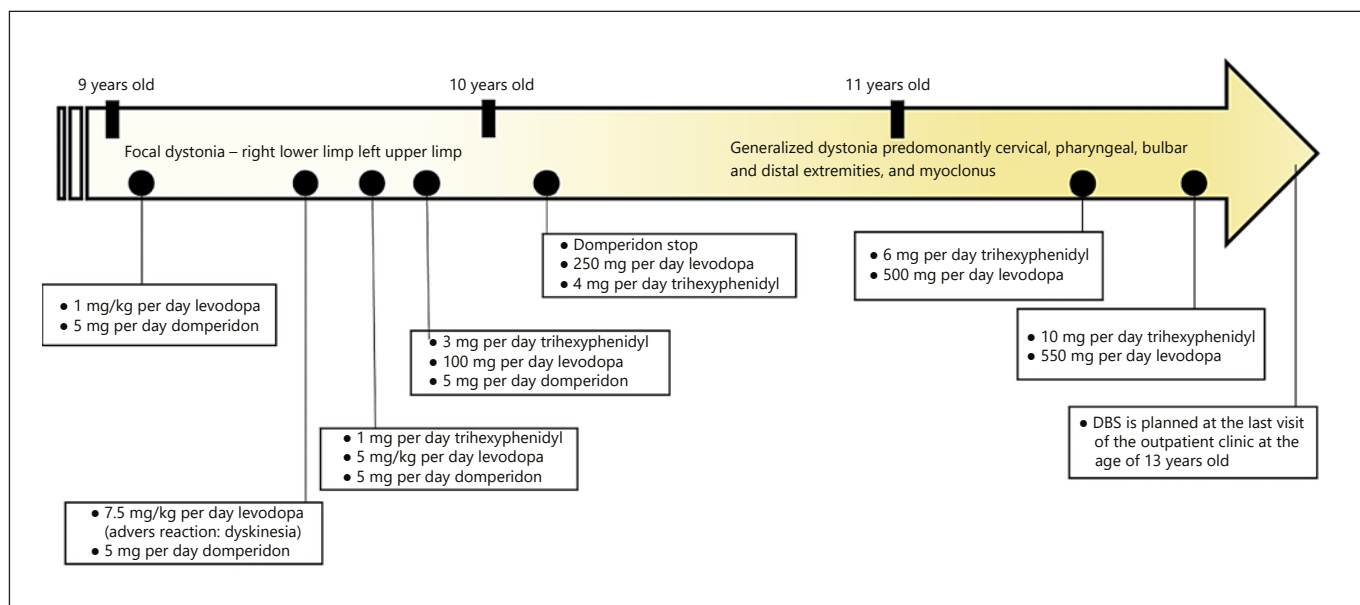 9 years old
10 years old
11 years old
Focal dystonia – right lower limp left upper limp
Generalized dystonia predomonantly cervical, pharyngeal, bulbar
and distal extremities, and myoclonus
● 1 mg/kg per day levodopa
● 5 mg per day domperidon
● 7.5 mg/kg per day levodopa
(advers reaction: dyskinesia)
● 5 mg per day domperidon
● 1 mg per day trihexyphenidyl
● 5 mg/kg per day levodopa
● 5 mg per day domperidon
● 3 mg per day trihexyphenidyl
● 100 mg per day levodopa
● 5 mg per day domperidon
● Domperidon stop
● 250 mg per day levodopa
● 4 mg per day trihexyphenidyl
● 6 mg per day trihexyphenidyl
● 500 mg per day levodopa
● 10 mg per day trihexyphenidyl
● 550 mg per day levodopa
● DBS is planned at the last visit
of the outpatient clinic at the
age of 13 years old